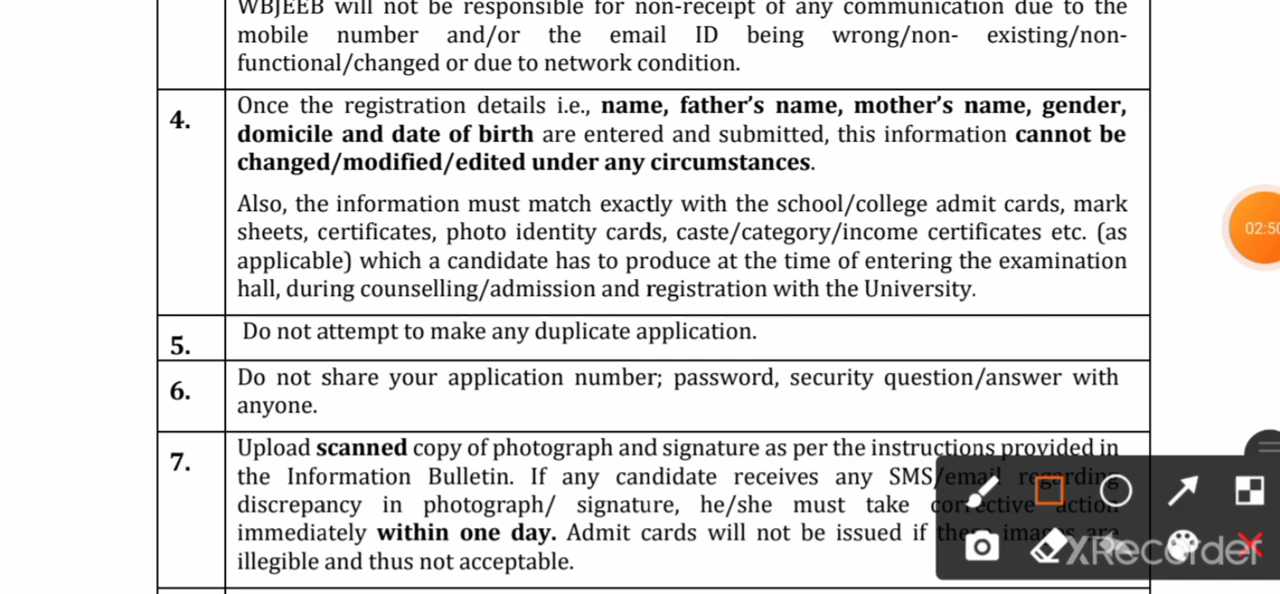 WBJEEB will not be responsible for non-receipt of any communication due to the
mobile number and/or the email ID being wrong/non- existing/non-
functional/changed or due to network condition.
4.
Once the registration details i.e., name, father's name, mother's name, gender,
domicile and date of birth are entered and submitted, this information cannot be
changed/modified/edited under any circumstances.
Also, the information must match exactly with the school/college admit cards, mark
sheets, certificates, photo identity cards, caste/category/income certificates etc. (as
applicable) which a candidate has to produce at the time of entering the examination
hall, during counselling/admission and registration with the University.
5.
Do not attempt to make any duplicate application.
6.
Do not share your application number; password, security question/answer with
anyone.
7.
Upload scanned copy of photograph and signature as per the instructions provided in
the Information Bulletin. If any candidate receives any SMS/email regarding
discrepancy in photograph/ signature, he/she must take corrective action
immediately within one day. Admit cards will not be issued if these images are
illegible and thus not acceptable.
02:50
XRecorder